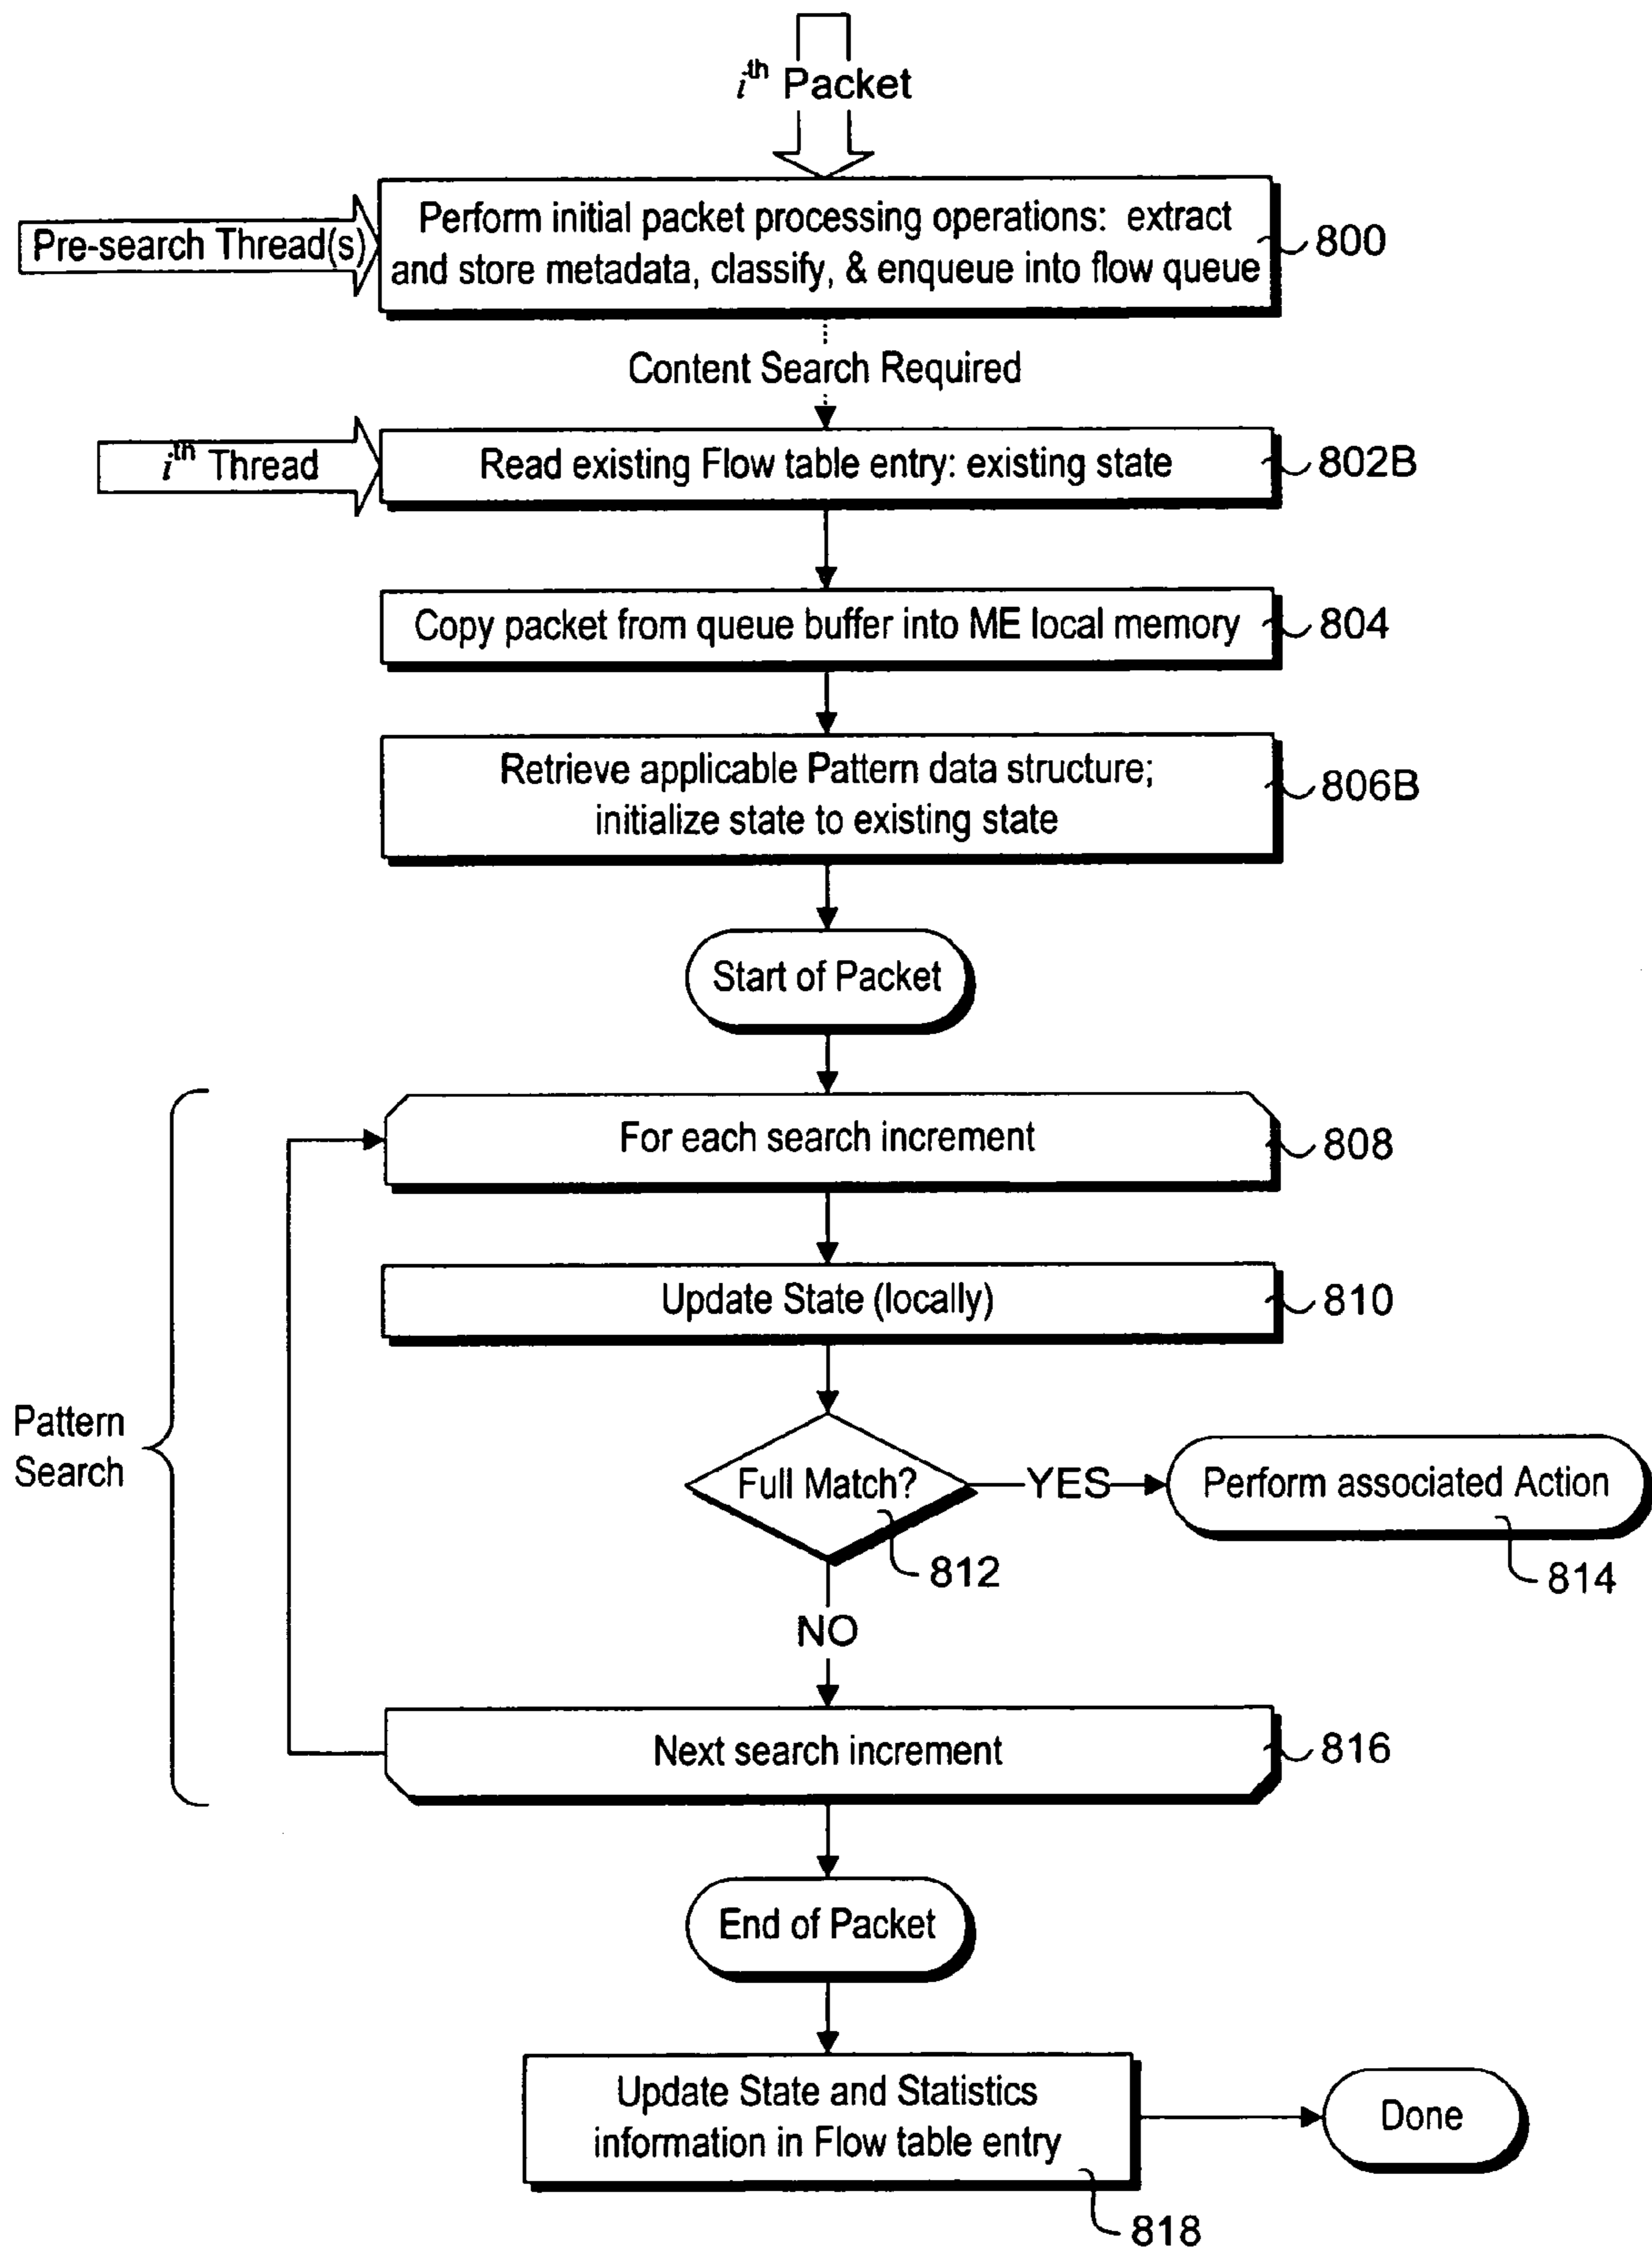 ith Packet
Pre-search Thread(s)
Perform initial packet processing operations: extract
and store metadata, classify, & enqueue into flow queue
800
Content Search Required
ith Thread
Read existing Flow table entry: existing state
802B
Copy packet from queue buffer into ME local memory
804
Retrieve applicable Pattern data structure;
initialize state to existing state
806B
Start of Packet
For each search increment
808
Update State (locally)
810
Pattern
Search
Full Match?
YES
Perform associated Action
812
814
NO
Next search increment
816
End of Packet
Update State and Statistics
information in Flow table entry
Done
818